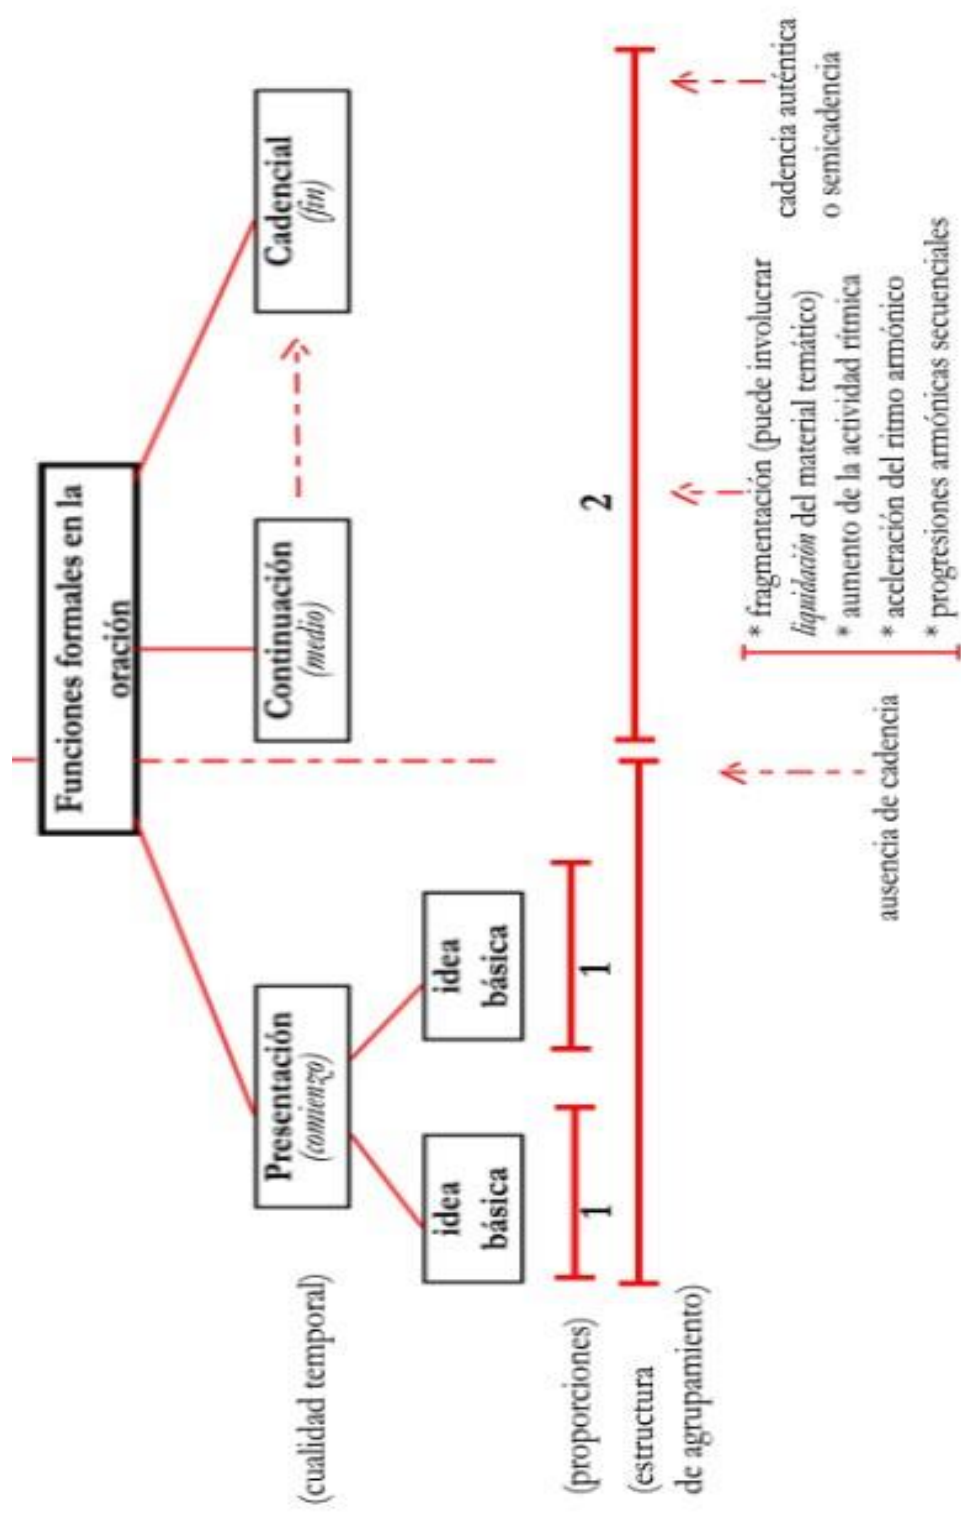 Funciones formales en la
oración
(cualidad temporal)
Presentación
(comienzo)
Continuación
(medio)
Cadencial
(fin)
idea
básica
idea
básica
(proporciones)
1
1
2
(estructura
de agrupamiento)
ausencia de cadencia
* fragmentación (puede involucrar
liquidación del material temático)
* aumento de la actividad rítmica
* aceleración del ritmo armónico
* progresiones armónicas secuenciales
cadencia auténtica
o semicadencia